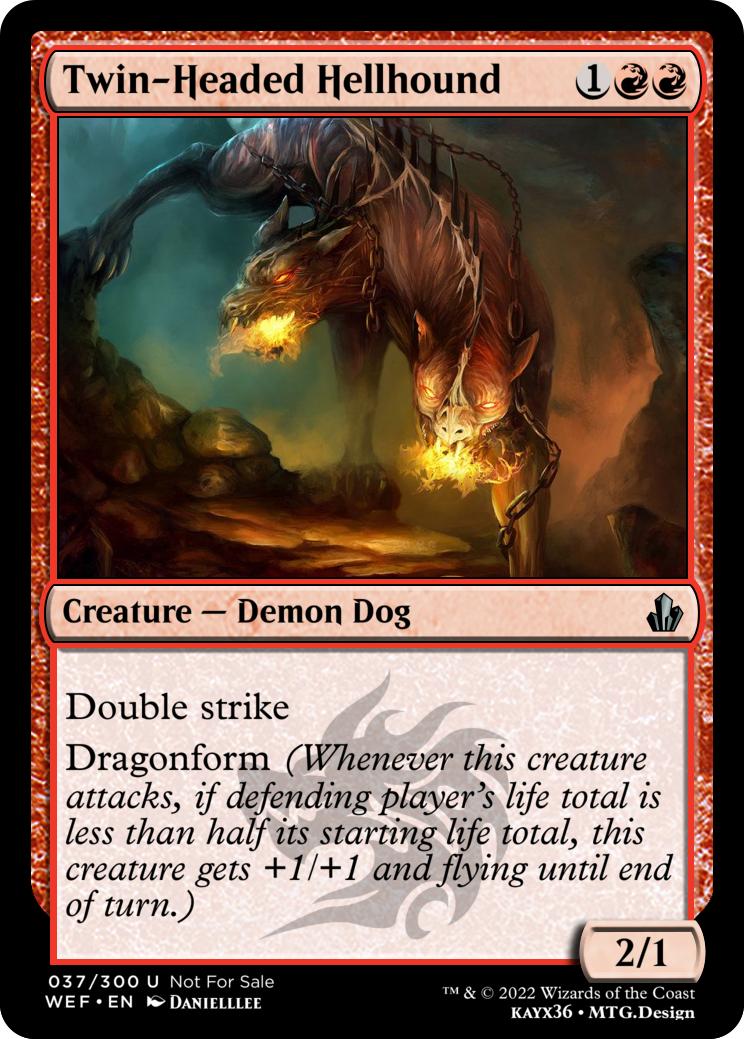 Twin-Headed Hellhound 1
Creature — Demon Dog
Double strike
Dragonform (Whenever this creature
attacks, if defending player's life total is
less than half its starting life total, this
creature gets +1/+1 and flying until end
of turn.)
2/1
037/300 U Not For Sale
WEF • EN DANIELLLEE
™ & © 2022 Wizards of the Coast
KAYX36 • MTG.Design